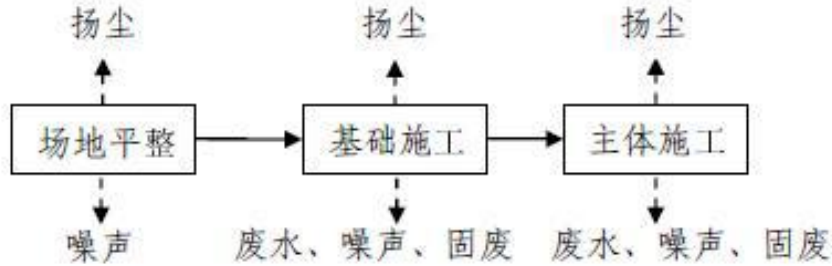 扬尘 扬尘 扬尘
场地平整 基础施工 主体施工
噪声 废水、噪声、固废 废水、噪声、固废